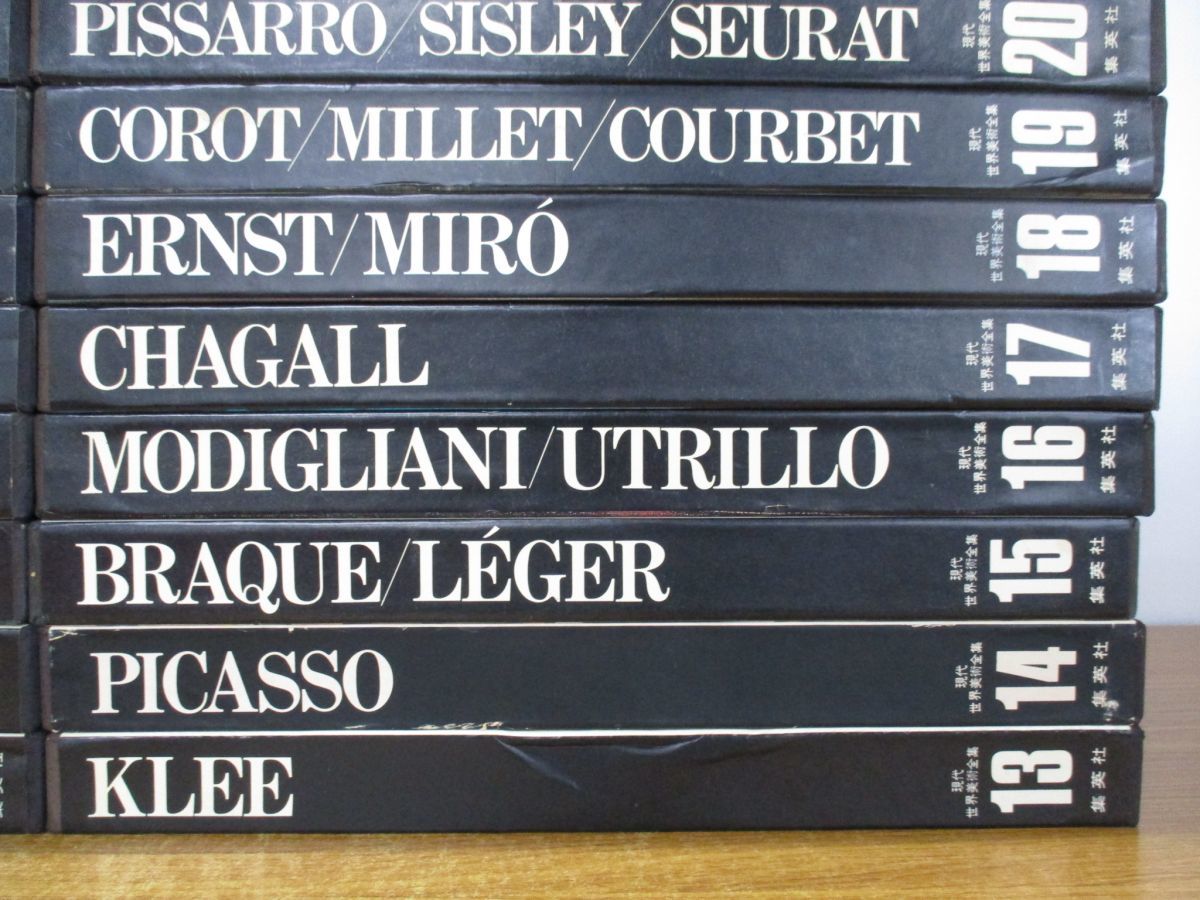 PISSARRO/SISLEY/SEURAT
現代
世界美術全集
20
集英社
COROT/MILLET/COURBET
現代
世界美術全集
19
集英社
ERNST/MIRÓ
現代
世界美術全集
18
集英社
CHAGALL
現代
世界美術全集
17
集英社
MODIGLIANI/UTRILLO
現代
世界美術全集
16
集英社
BRAQUE/LÉGER
現代
世界美術全集
15
集英社
PICASSO
現代
世界美術全集
14
集英社
KLEE
現代
世界美術全集
13
集英社